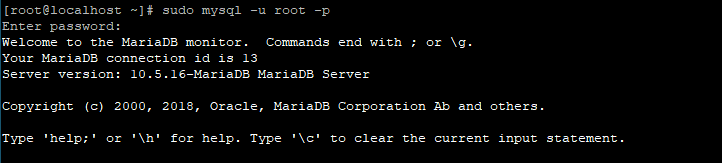 [root@localhost ~]# sudo mysql -u root -p
Enter password:
Welcome to the MariaDB monitor.  Commands end with ; or \g.
Your MariaDB connection id is 13
Server version: 10.5.16-MariaDB MariaDB Server
Copyright (c) 2000, 2018, Oracle, MariaDB Corporation Ab and others.
Type 'help;' or '\h' for help. Type '\c' to clear the current input statement.